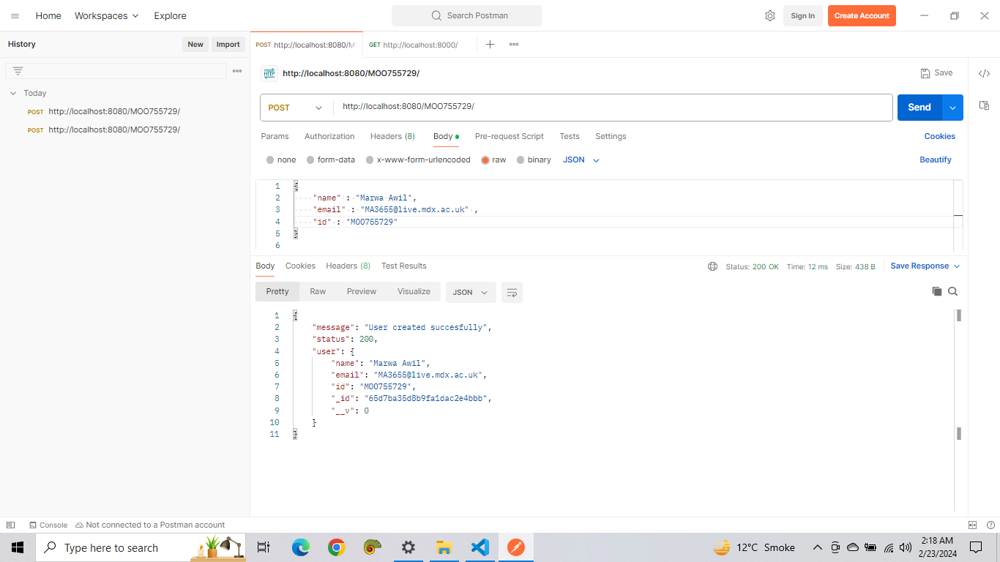 Home Workspaces Explore
Search Postman
Sign In Create Account
History New Import
POST http://localhost:8080/M GET http://localhost:8000/
HTTP http://localhost:8080/MOO755729/ Save
Today
POST http://localhost:8080/MOO755729/
POST http://localhost:8080/MOO755729/
POST http://localhost:8080/MOO755729/ Send
Params Authorization Headers (8) Body Pre-request Script Tests Settings Cookies
none form-data x-www-form-urlencoded raw binary JSON Beautify
1 {
2 "name" : "Marwa Awil",
3 "email" : "MA3655@live.mdx.ac.uk" ,
4 "id" : "MOO755729"
5 }
6
Body Cookies Headers (8) Test Results Status: 200 OK Time: 12 ms Size: 438 B Save Response
Pretty Raw Preview Visualize JSON
1 {
2 "message": "User created succesfully",
3 "status": 200,
4 "user": {
5 "name": "Marwa Awil",
6 "email": "MA3655@live.mdx.ac.uk",
7 "id": "MOO755729",
8 "_id": "65d7ba35d8b9fa1dac2e4bbb",
9 "__v": 0
10 }
11 }
Console Not connected to a Postman account
Type here to search 12°C Smoke 2:18 AM
2/23/2024